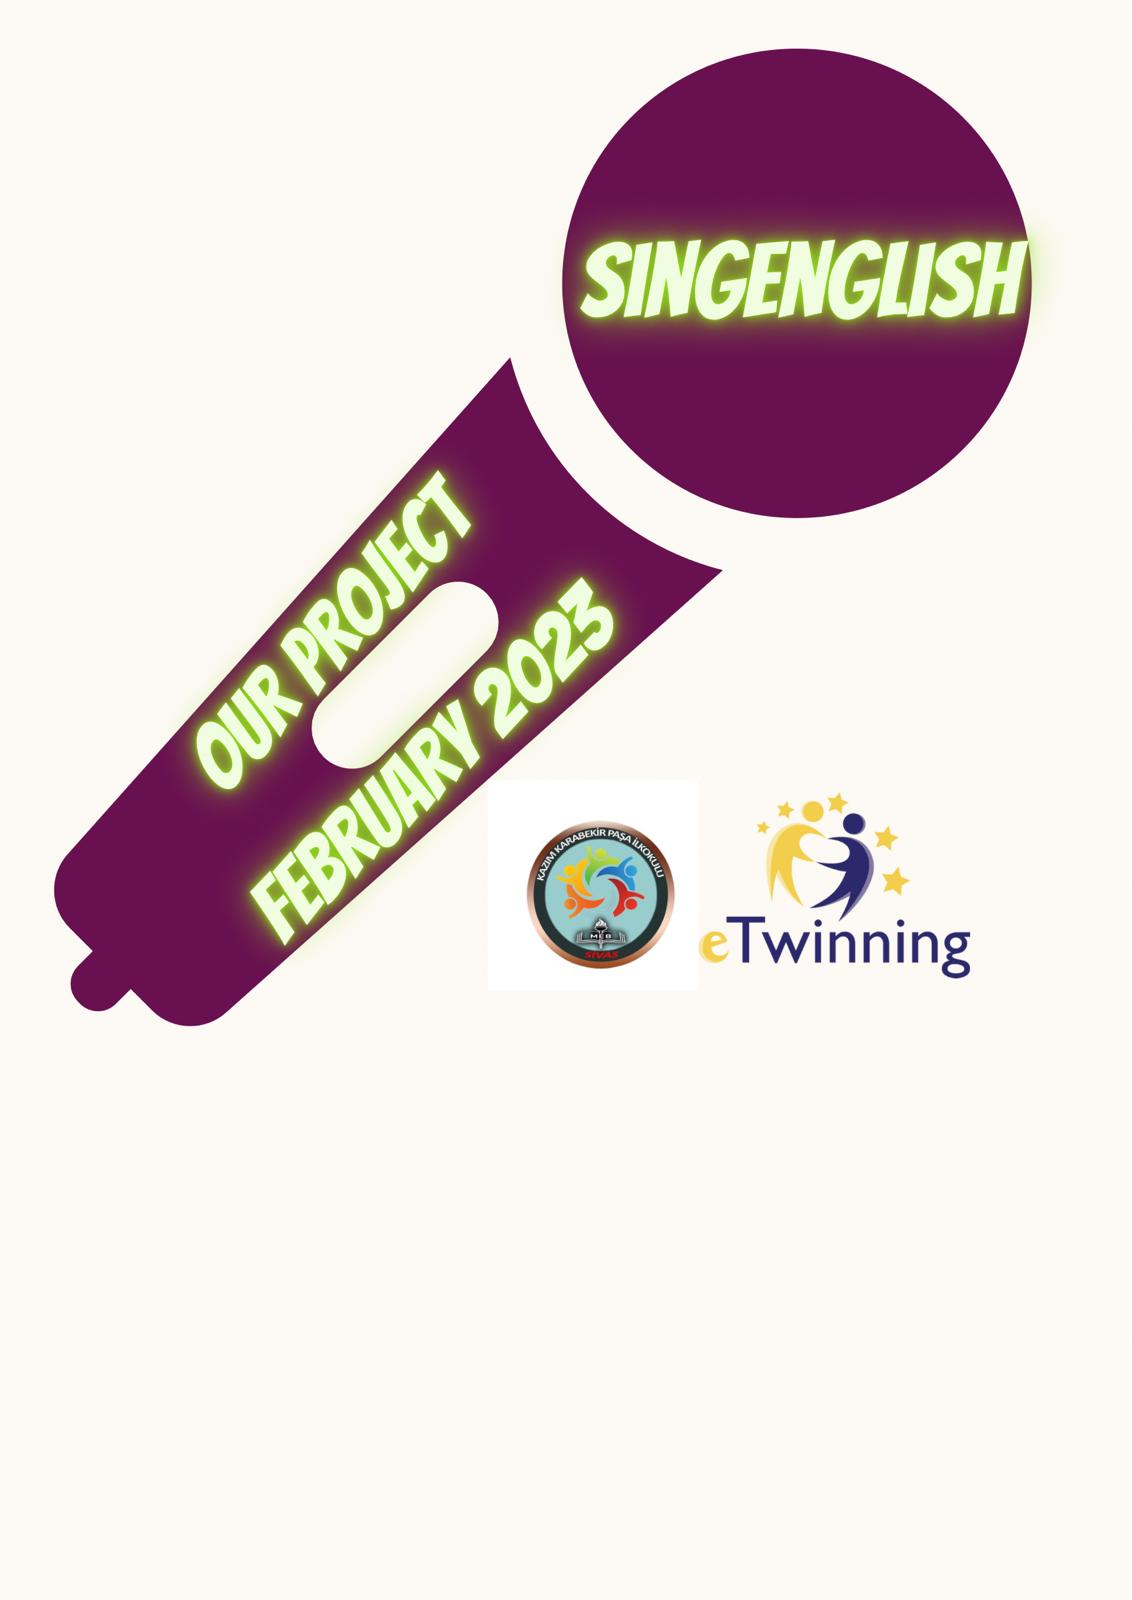 SINGENGLISH
OUR PROJECT
FEBRUARY 2023
KAZIM KARABEKİR PAŞA İLKOKULU
MEB
SİVAS
eTwinning